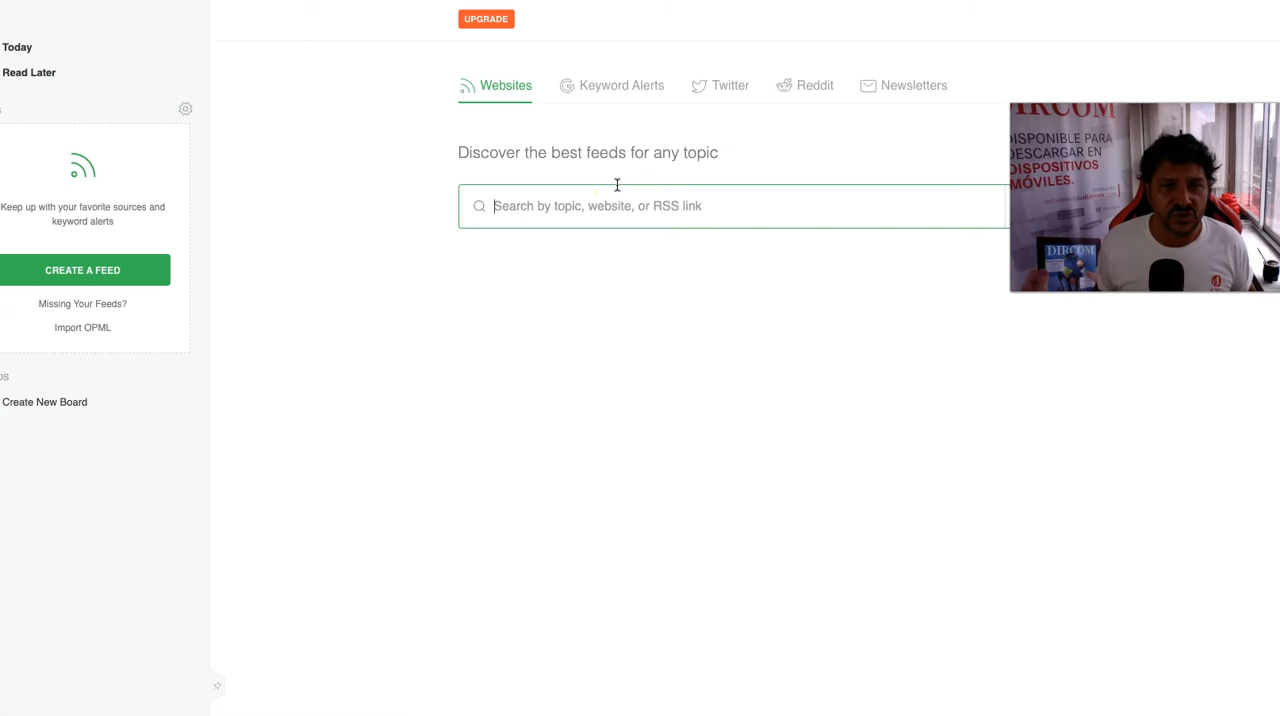 UPGRADE
Today
Read Later
Websites
Keyword Alerts
Twitter
Reddit
Newsletters
Discover the best feeds for any topic
Search by topic, website, or RSS link
Keep up with your favorite sources and
keyword alerts
CREATE A FEED
Missing Your Feeds?
Import OPML
DS
Create New Board
DIRCOM
DISPONIBLE PARA
DESCARGAR EN
DISPOSITIVOS
MÓVILES.
DIRCOM